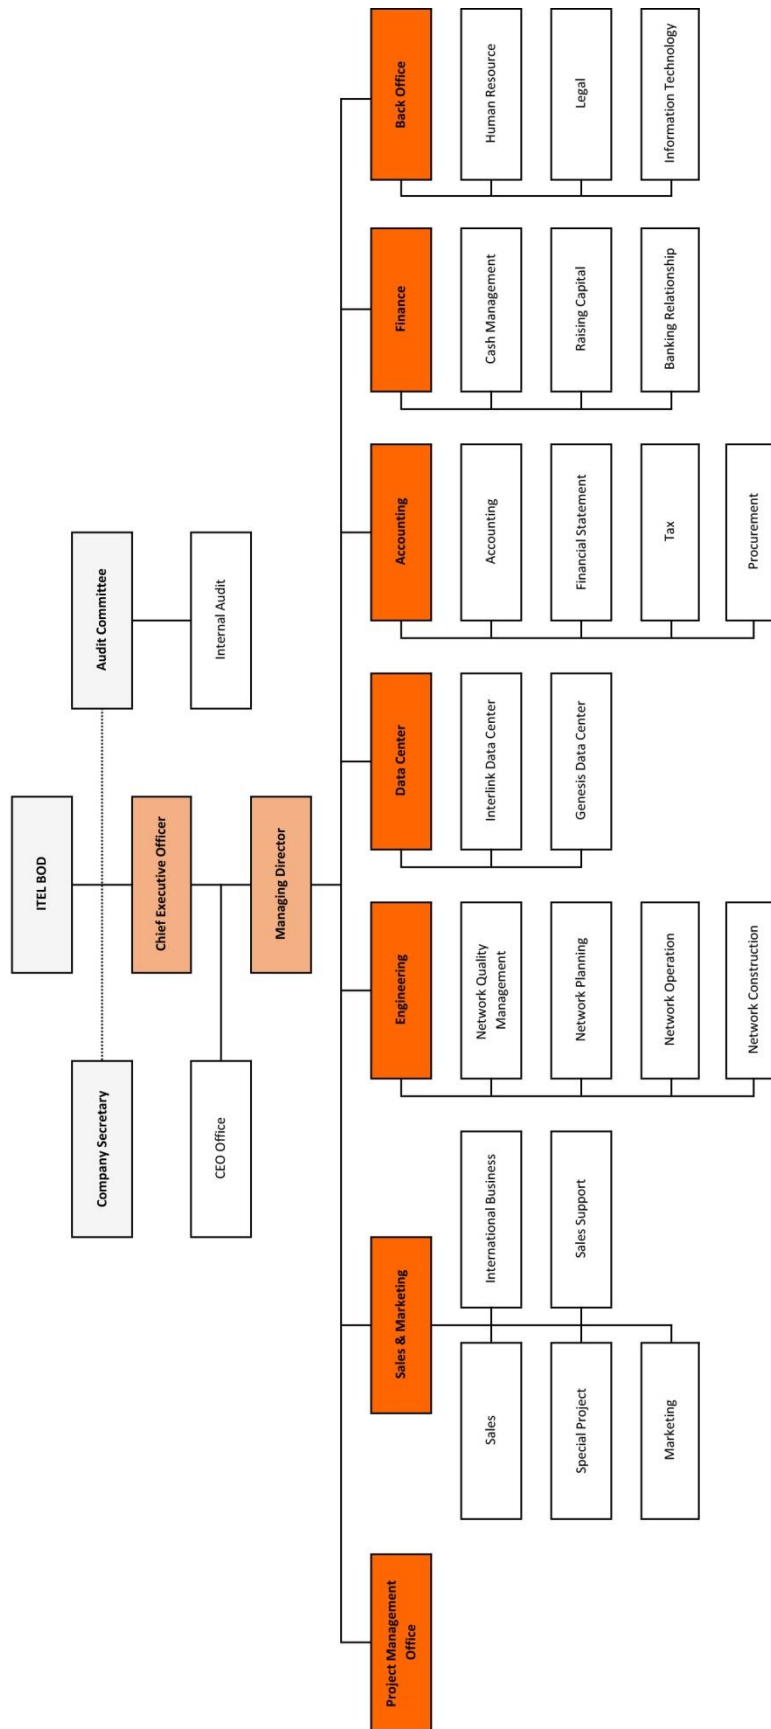 ITEL BOD
Company Secretary
Audit Committee
Chief Executive Officer
CEO Office
Internal Audit
Managing Director
Project Management
Office
Sales & Marketing
Engineering
Data Center
Accounting
Finance
Back Office
Sales
International Business
Special Project
Sales Support
Marketing
Network Quality
Management
Network Planning
Network Operation
Network Construction
Interlink Data Center
Genesis Data Center
Accounting
Financial Statement
Tax
Procurement
Cash Management
Raising Capital
Banking Relationship
Human Resource
Legal
Information Technology